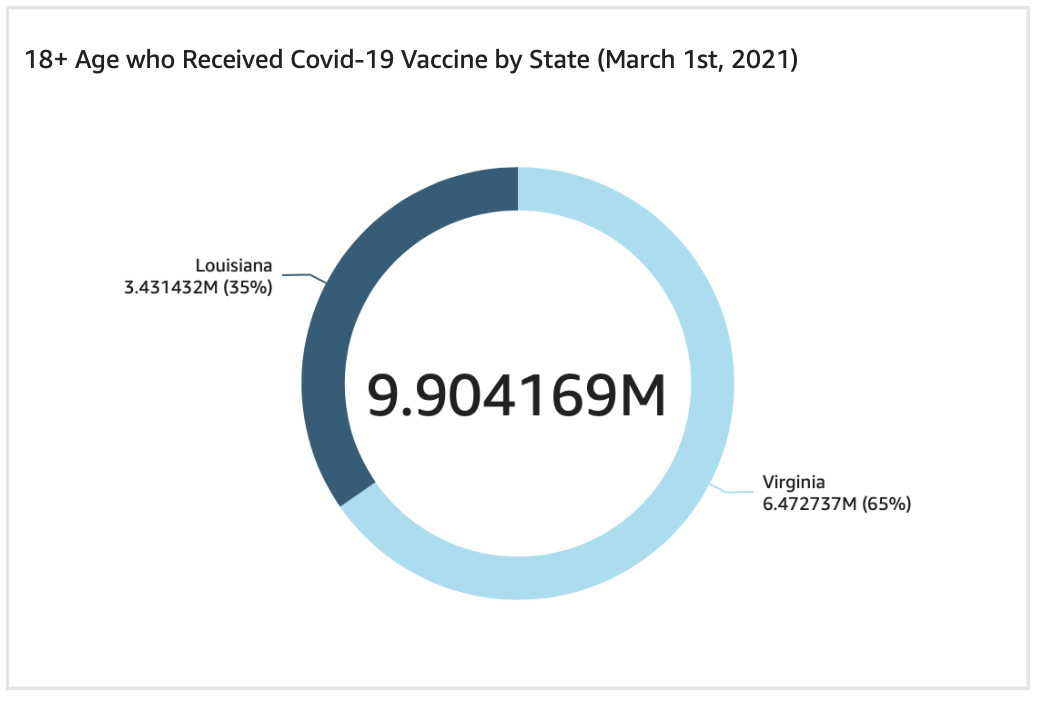 18+ Age who Received Covid-19 Vaccine by State (March 1st, 2021)
Louisiana
3.431432M (35%)
9.904169M
Virginia
6.472737M (65%)